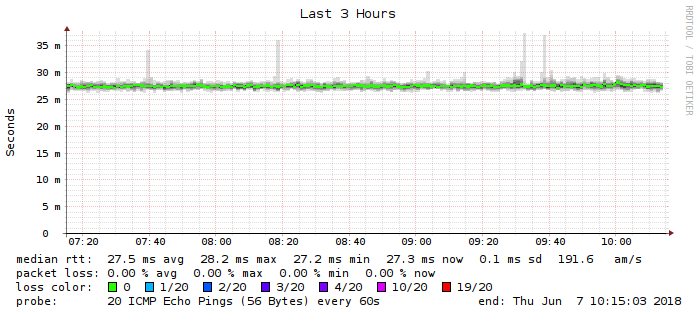 Last 3 Hours
RRDTOOL / TOBI OETIKER
Seconds
35 m
30 m
25 m
20 m
15 m
10 m
5 m
0
07:20 07:40 08:00 08:20 08:40 09:00 09:20 09:40 10:00
median rtt: 27.5 ms avg 28.2 ms max 27.2 ms min 27.3 ms now 0.1 ms sd 191.6 am/s
packet loss: 0.00 % avg 0.00 % max 0.00 % min 0.00 % now
loss color: 0 1/20 2/20 3/20 4/20 10/20 19/20
probe: 20 ICMP Echo Pings (56 Bytes) every 60s end: Thu Jun 7 10:15:03 2018